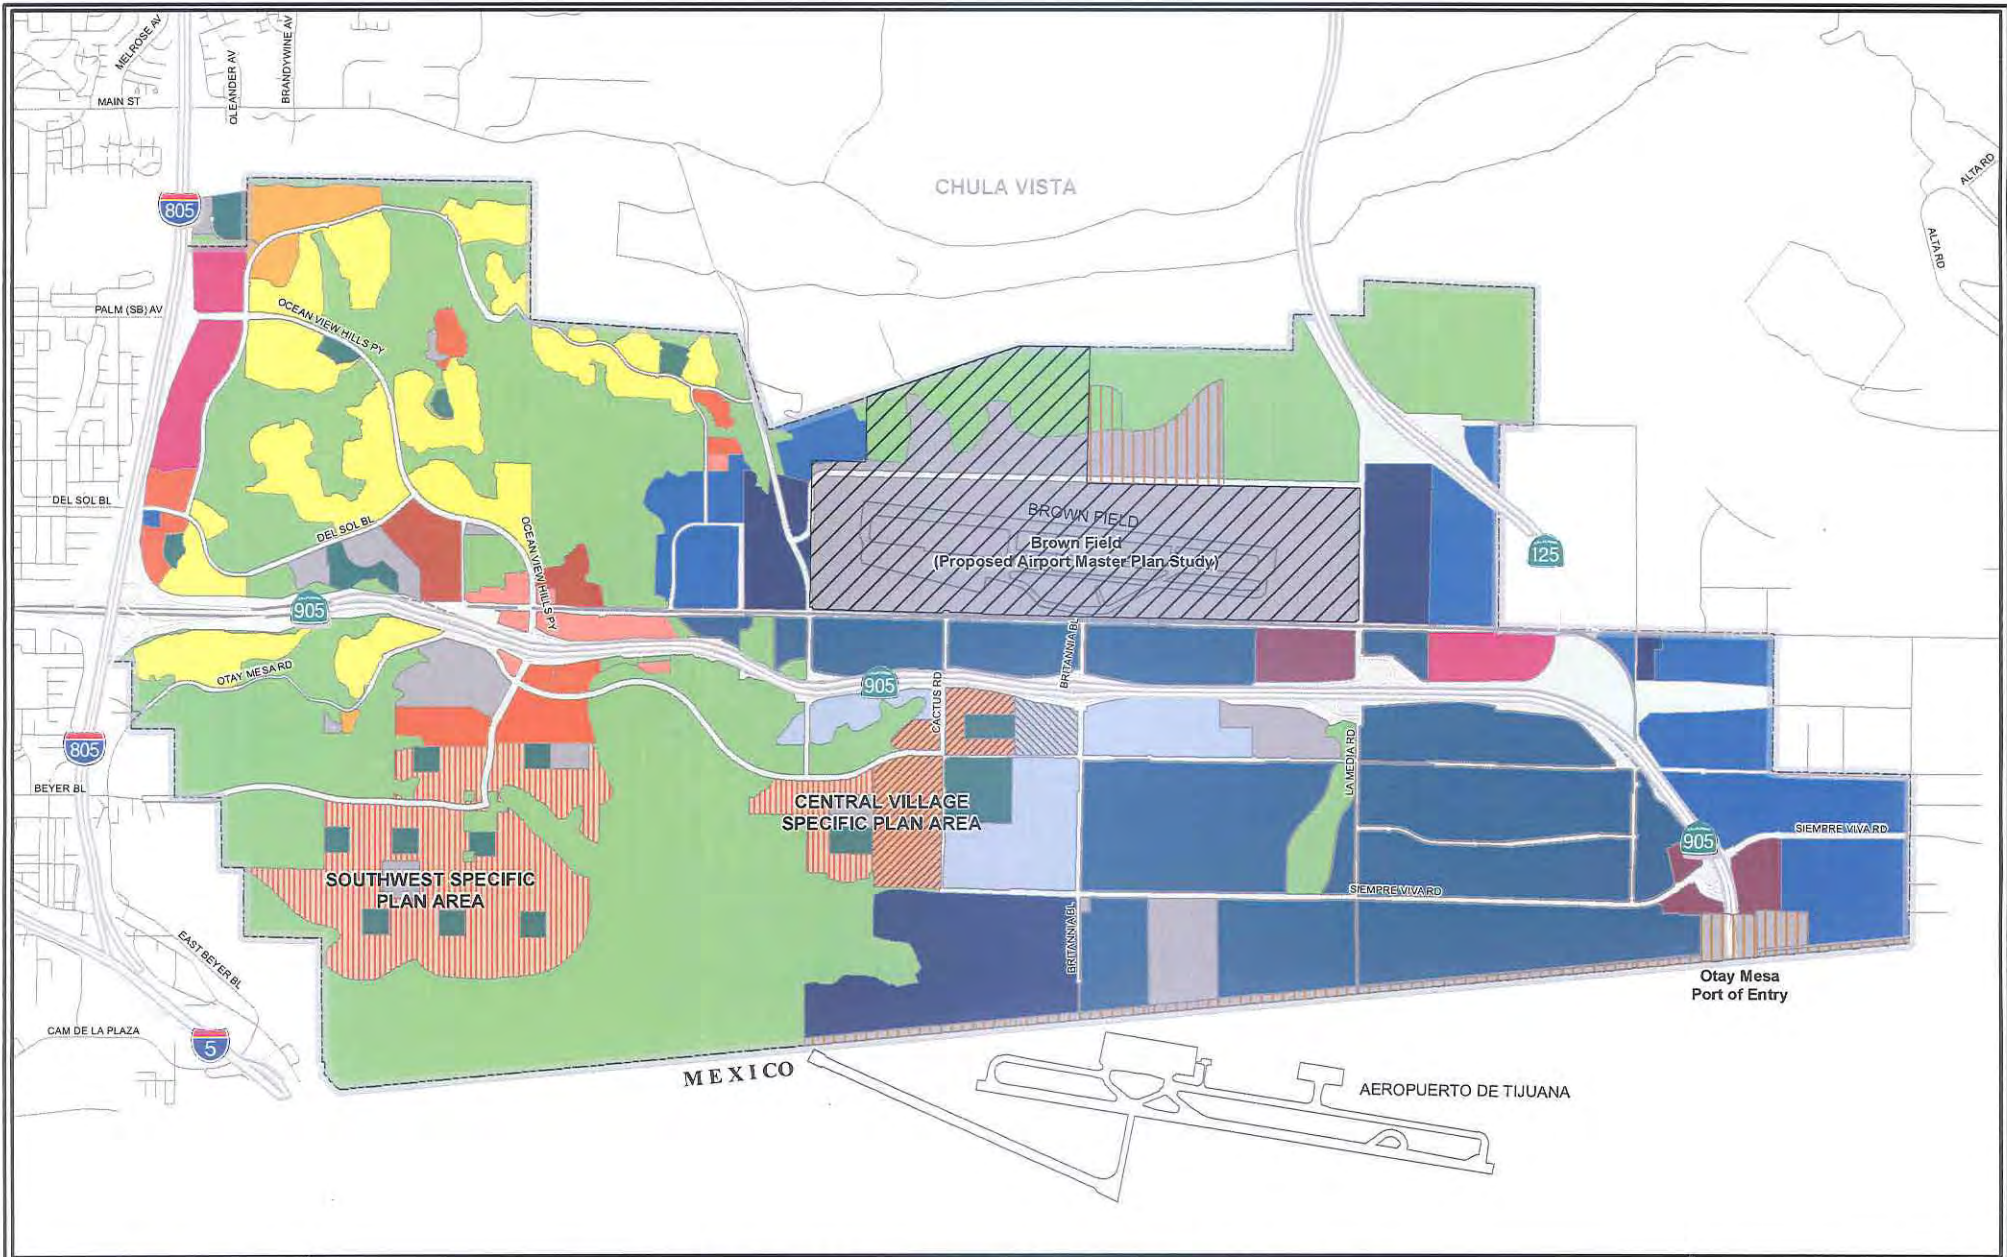 MELROSE AV
OLEANDER AV
BRANDYWINE AV
MAIN ST
CHULA VISTA
ALTA RD
ALTA RD
805
PALM (SB) AV
OCEAN VIEW HILLS PY
DEL SOL BL
DEL SOL BL
OCEAN VIEW HILLS PY
BROWN FIELD
Brown Field
(Proposed Airport Master Plan Study)
125
905
OTAY MESA RD
BRITANNIA BL
905
CACTUS RD
805
LA MEDIA RD
BEYER BL
CENTRAL VILLAGE
SPECIFIC PLAN AREA
SIEMPRE VIVA RD
905
SOUTHWEST SPECIFIC
PLAN AREA
SIEMPRE VIVA RD
BRITANNIA BL
EAST BEYER BL
Otay Mesa
Port of Entry
CAM DE LA PLAZA
5
MEXICO
AEROPUERTO DE TIJUANA